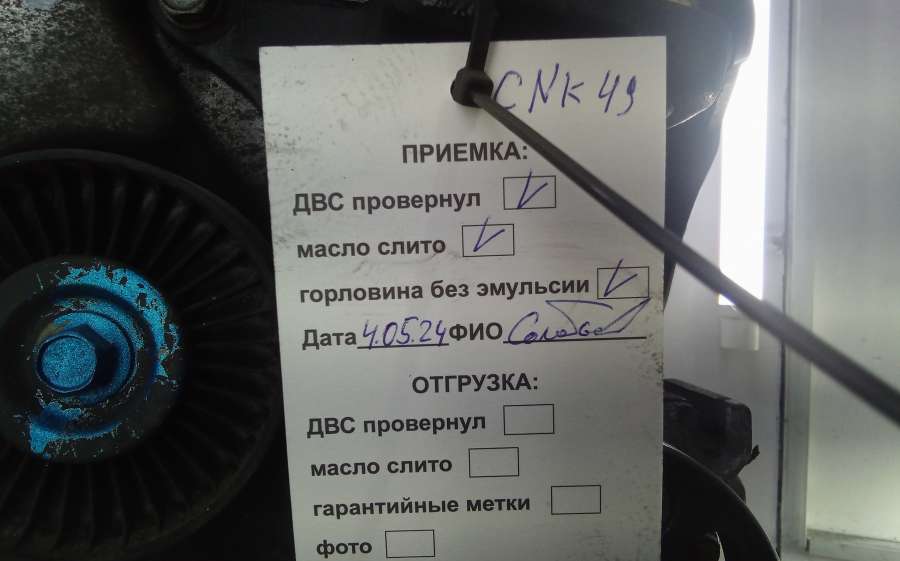 CNK 49
ПРИЕМКА:
ДВС провернул
масло слито
горловина без эмульсии
Дата 4.05.24 ФИО
ОТГРУЗКА:
ДВС провернул
масло слито
гарантийные метки
фото